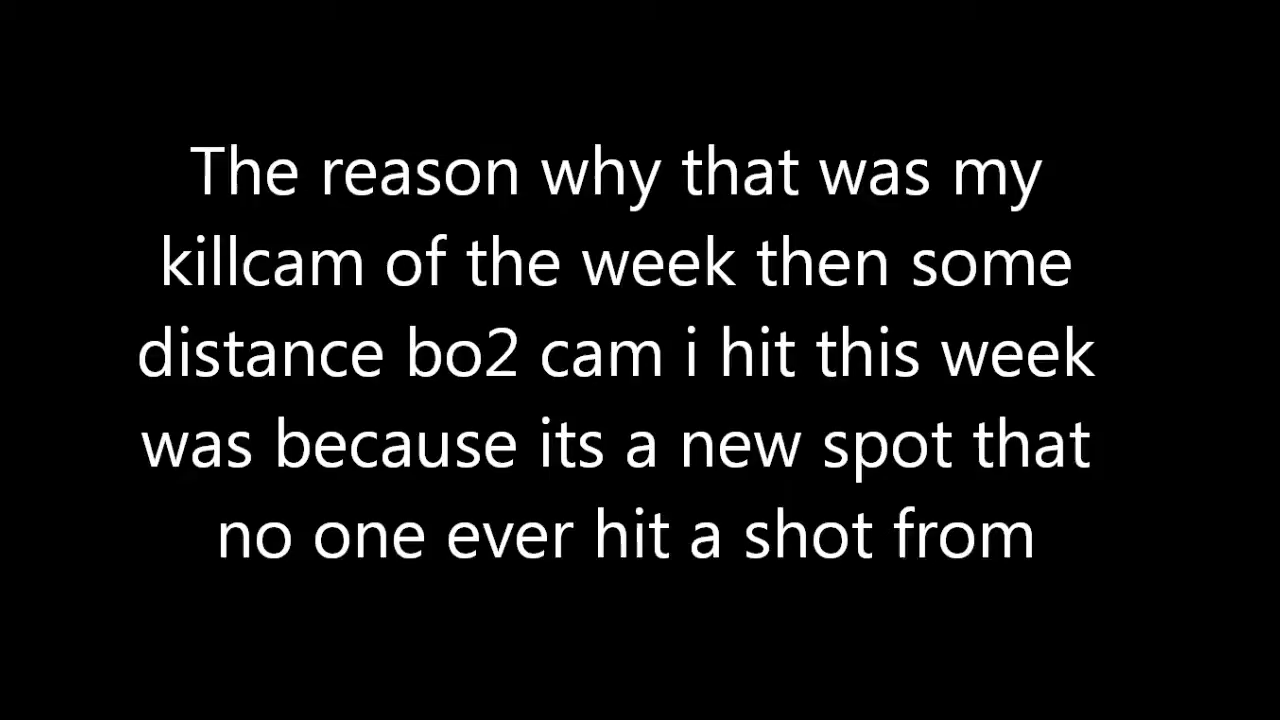 The reason why that was my
killcam of the week then some
distance bo2 cam i hit this week
was because its a new spot that
no one ever hit a shot from